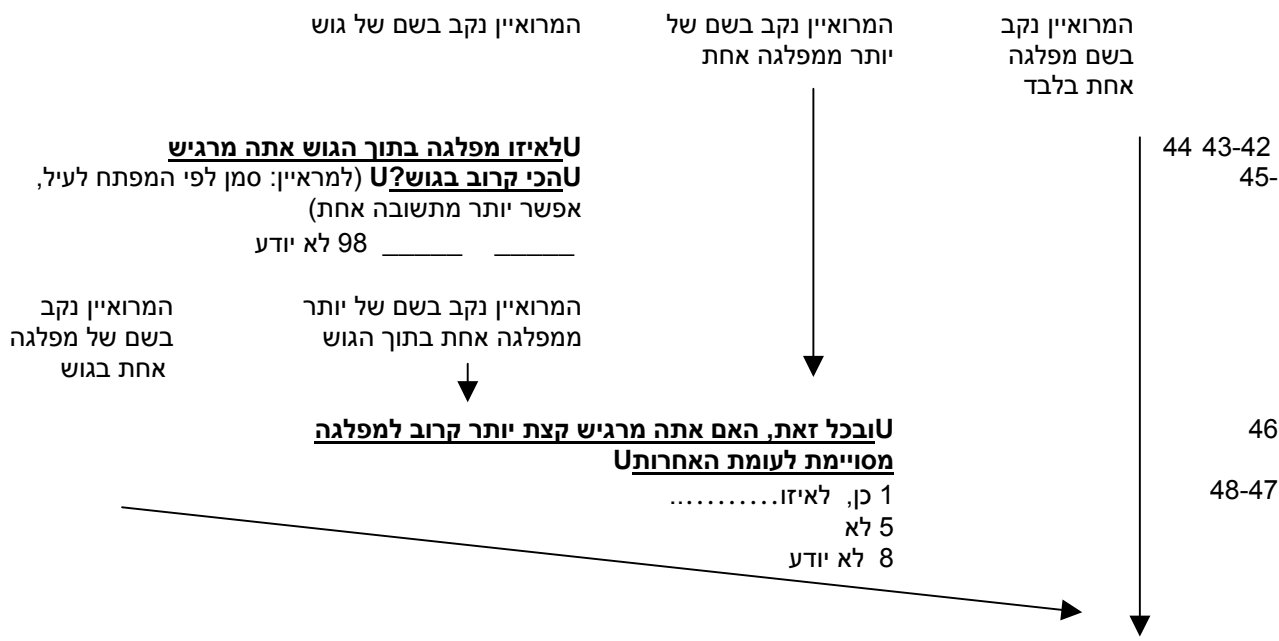 המרואיין נקב
בשם מפלגה
אחת בלבד
המרואיין נקב בשם של
יותר ממפלגה אחת
המרואיין נקב בשם של גוש
44 43-42
45-
Uלאיזו מפלגה בתוך הגוש אתה מרגיש
Uהכי קרוב בגוש?U (למראיין: סמן לפי המפתח לעיל,
אפשר יותר מתשובה אחת)
_____ _____ 98 לא יודע
המרואיין נקב בשם של יותר
ממפלגה אחת בתוך הגוש
המרואיין נקב
בשם של מפלגה
אחת בגוש
46
Uובכל זאת, האם אתה מרגיש קצת יותר קרוב למפלגה
מסויימת לעומת האחרותU
48-47
1 כן, לאיזו...........
5 לא
8 לא יודע